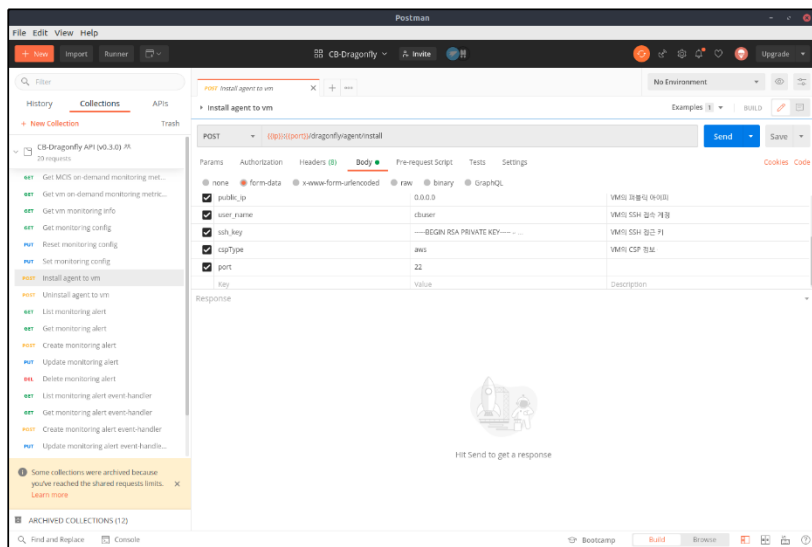 Postman
File Edit View Help
+ New Import Runner CB-Dragonfly Invite Upgrade
Filter
History Collections APIs
+ New Collection Trash
CB-Dragonfly API (v0.3.0)
20 requests
GET Get MCIS on-demand monitoring met...
GET Get vm on-demand monitoring metric...
GET Get vm monitoring info
GET Get monitoring config
PUT Reset monitoring config
PUT Set monitoring config
POST Install agent to vm
POST Uninstall agent to vm
GET List monitoring alert
GET Get monitoring alert
POST Create monitoring alert
PUT Update monitoring alert
DEL Delete monitoring alert
GET List monitoring alert event-handler
GET Get monitoring alert event-handler
POST Create monitoring alert event-handler
PUT Update monitoring alert event-handle...
Some collections were archived because
you've reached the shared requests limits.
Learn more
ARCHIVED COLLECTIONS (12)
POST Install agent to vm No Environment
Install agent to vm Examples 1 BUILD
POST {{ip}}{{port}}/dragonfly/agent/install Send Save
Params Authorization Headers (8) Body Pre-request Script Tests Settings Cookies Code
none form-data x-www-form-urlencoded raw binary GraphQL
public_ip 0.0.0.0 VM의 퍼블릭 아이피
user_name cbuser VM의 SSH 접속 계정
ssh_key -----BEGIN RSA PRIVATE KEY----- - ... VM의 SSH 접근 키
cspType aws VM의 CSP 정보
port 22
Key Value Description
Response
Hit Send to get a response
Find and Replace Console Bootcamp Build Browse